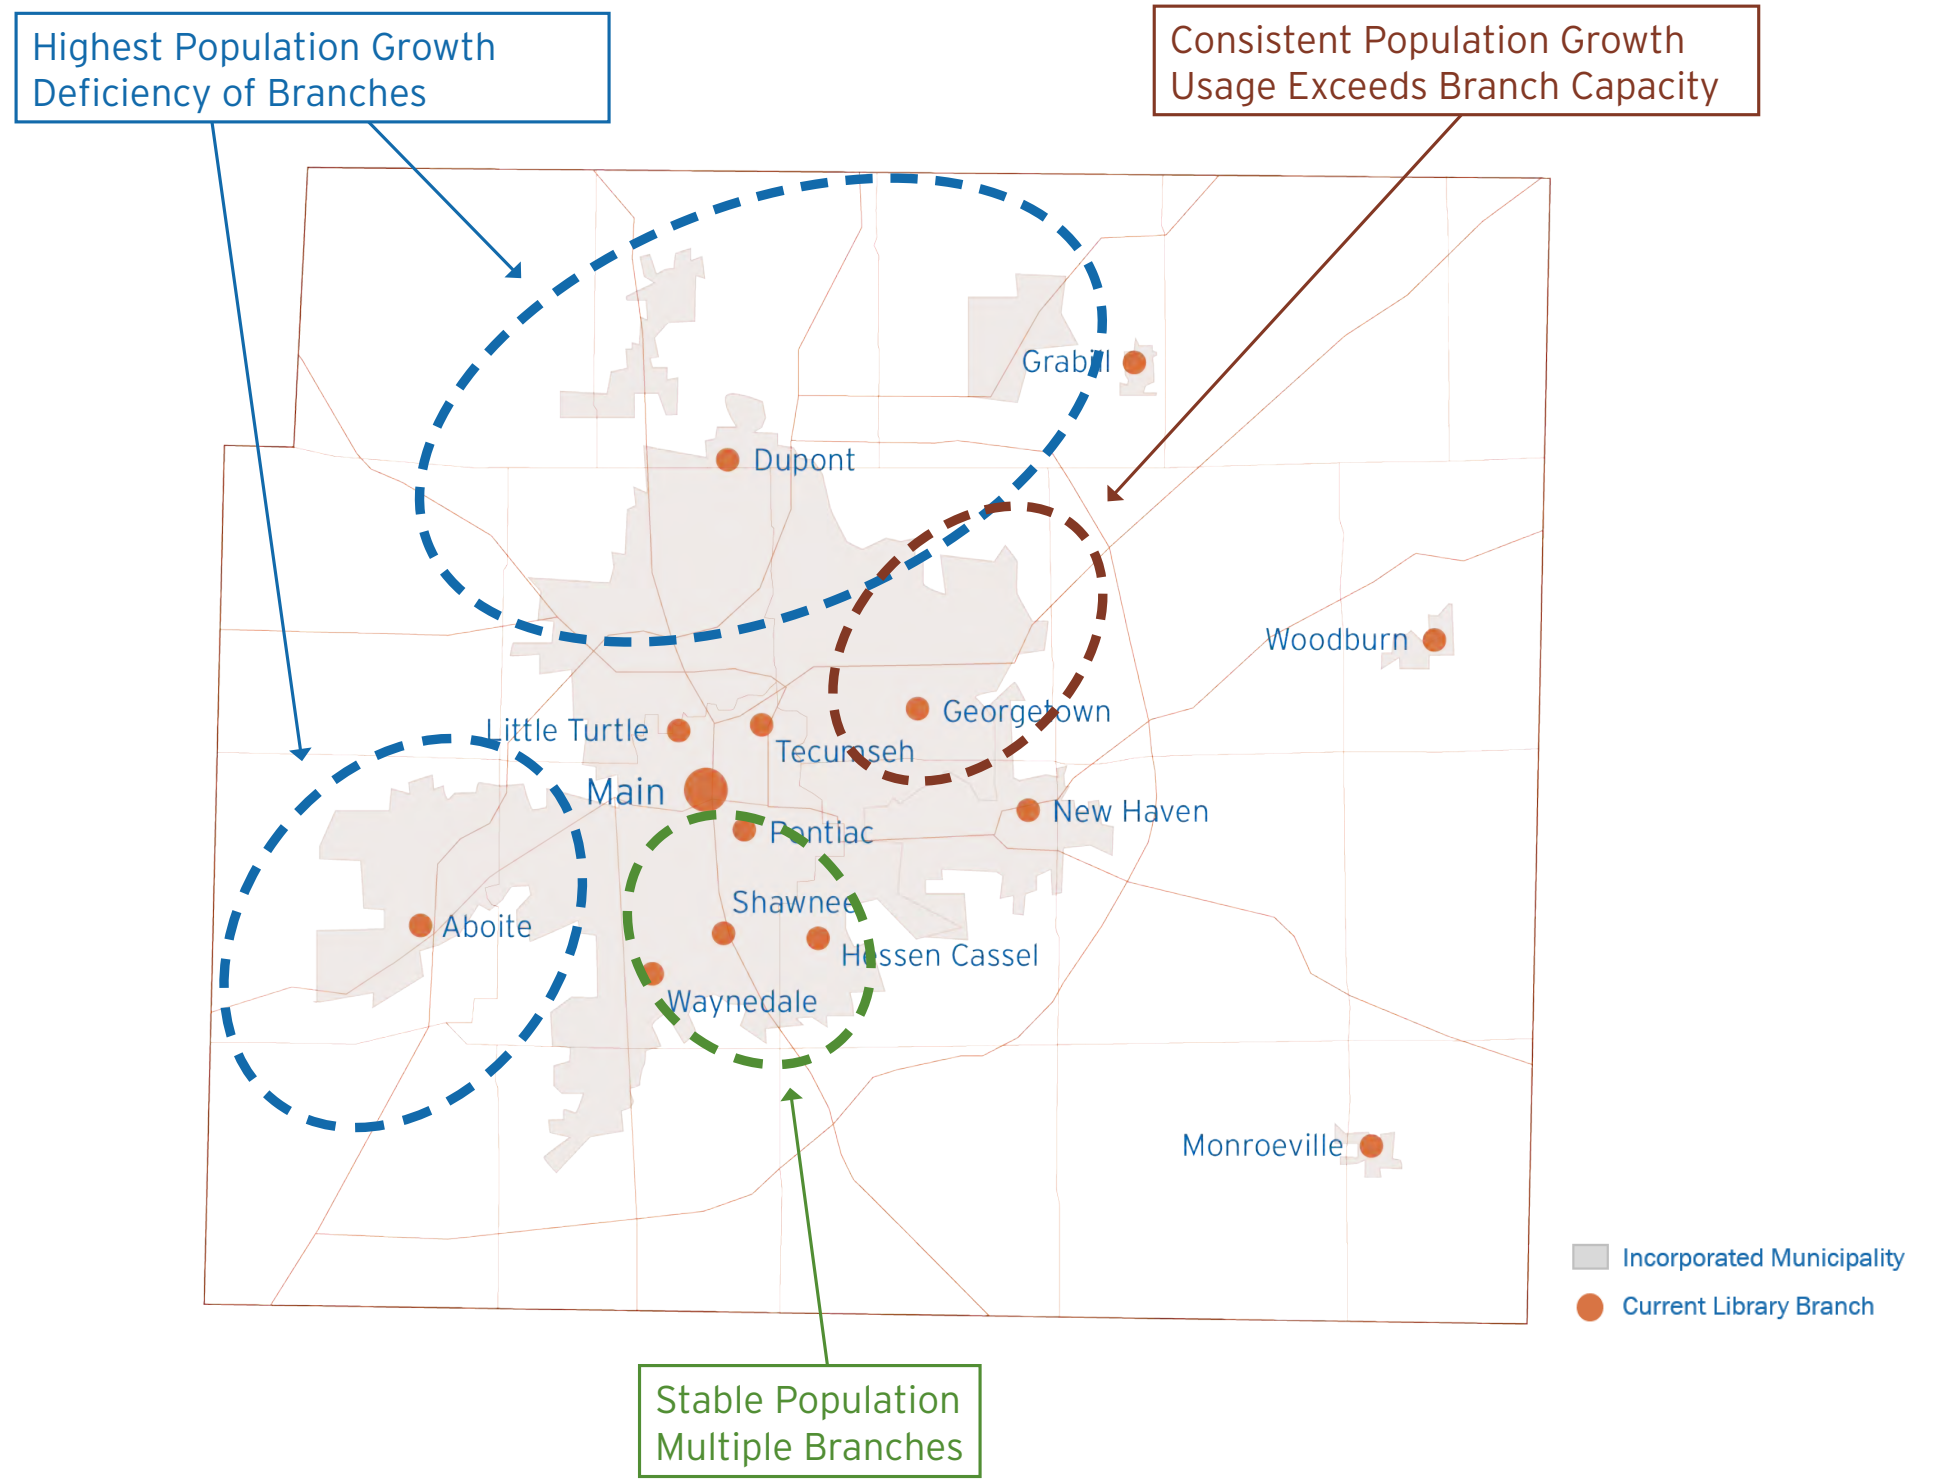 Highest Population Growth
Deficiency of Branches
Consistent Population Growth
Usage Exceeds Branch Capacity
Grabill
Dupont
Woodburn
Georgetown
Little Turtle
Tecumseh
Main
New Haven
Pontiac
Shawnee
Aboite
Hessen Cassel
Waynedale
Monroeville
Incorporated Municipality
Current Library Branch
Stable Population
Multiple Branches